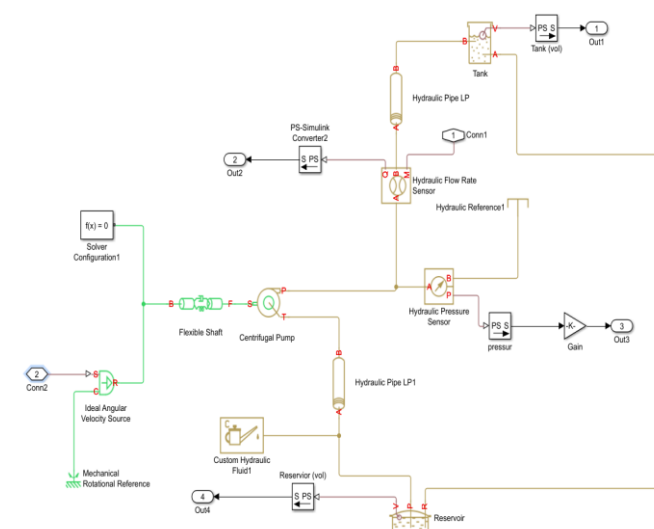 V
PS S
1
Out1
Tank (vol)
B
A
Tank
B
Hydraulic Pipe LP
A
PS-Simulink
Converter2
1
Conn1
2
Out2
S PS
Q
B
M
A
Hydraulic Flow Rate
Sensor
Hydraulic Reference1
f(x) = 0
Solver
Configuration1
A
B
P
Hydraulic Pressure
Sensor
B
F
S
P
T
Flexible Shaft
Centrifugal Pump
PS S
pressur
-K-
Gain
3
Out3
2
Conn2
S
C
R
Ideal Angular
Velocity Source
B
Hydraulic Pipe LP1
A
C
Custom Hydraulic
Fluid1
Mechanical
Rotational Reference
Reservior (vol)
4
Out4
S PS
V
P
R
Reservoir